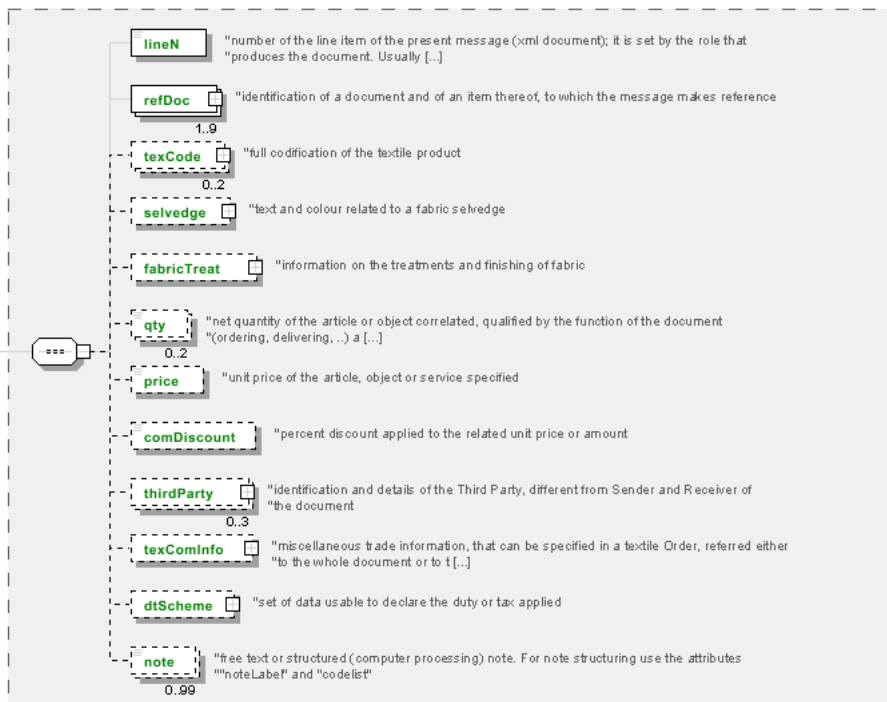 lineN
"number of the line item of the present message (xml document); it is set by the role that
"produces the document. Usually [...]
refDoc
"identification of a document and of an item thereof, to which the message makes reference
1..9
texCode
"full codification of the textile product
0..2
selvedge
"text and colour related to a fabric selvedge
fabricTreat
"information on the treatments and finishing of fabric
qty
"net quantity of the article or object correlated, qualified by the function of the document
"(ordering, delivering, ..) a [...]
0..2
price
"unit price of the article, object or service specified
comDiscount
"percent discount applied to the related unit price or amount
thirdParty
"identification and details of the Third Party, different from Sender and Receiver of
"the document
0..3
texComInfo
"miscellaneous trade information, that can be specified in a textile Order, referred either
"to the whole document or to t [...]
dtScheme
"set of data usable to declare the duty or tax applied
note
"free text or structured (computer processing) note. For note structuring use the attributes
""noteLabel" and "codelist"
0..99